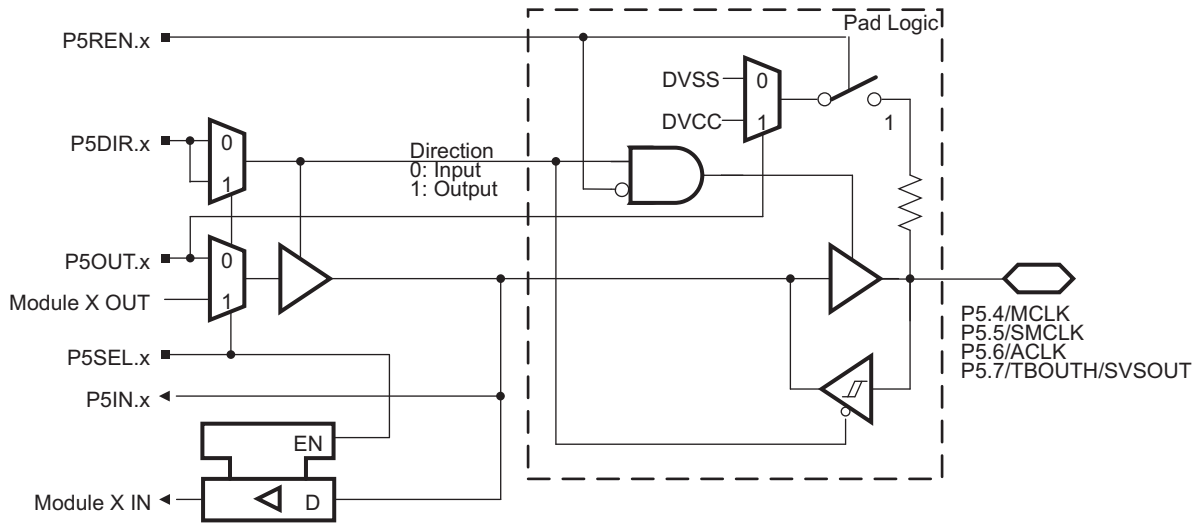 Pad Logic
P5REN.x
DVSS
0
DVCC
1
1
P5DIR.x
0
1
Direction
0: Input
1: Output
P5OUT.x
0
Module X OUT
1
P5.4/MCLK
P5.5/SMCLK
P5.6/ACLK
P5.7/TBOUTH/SVSOUT
P5SEL.x
P5IN.x
EN
Module X IN
D